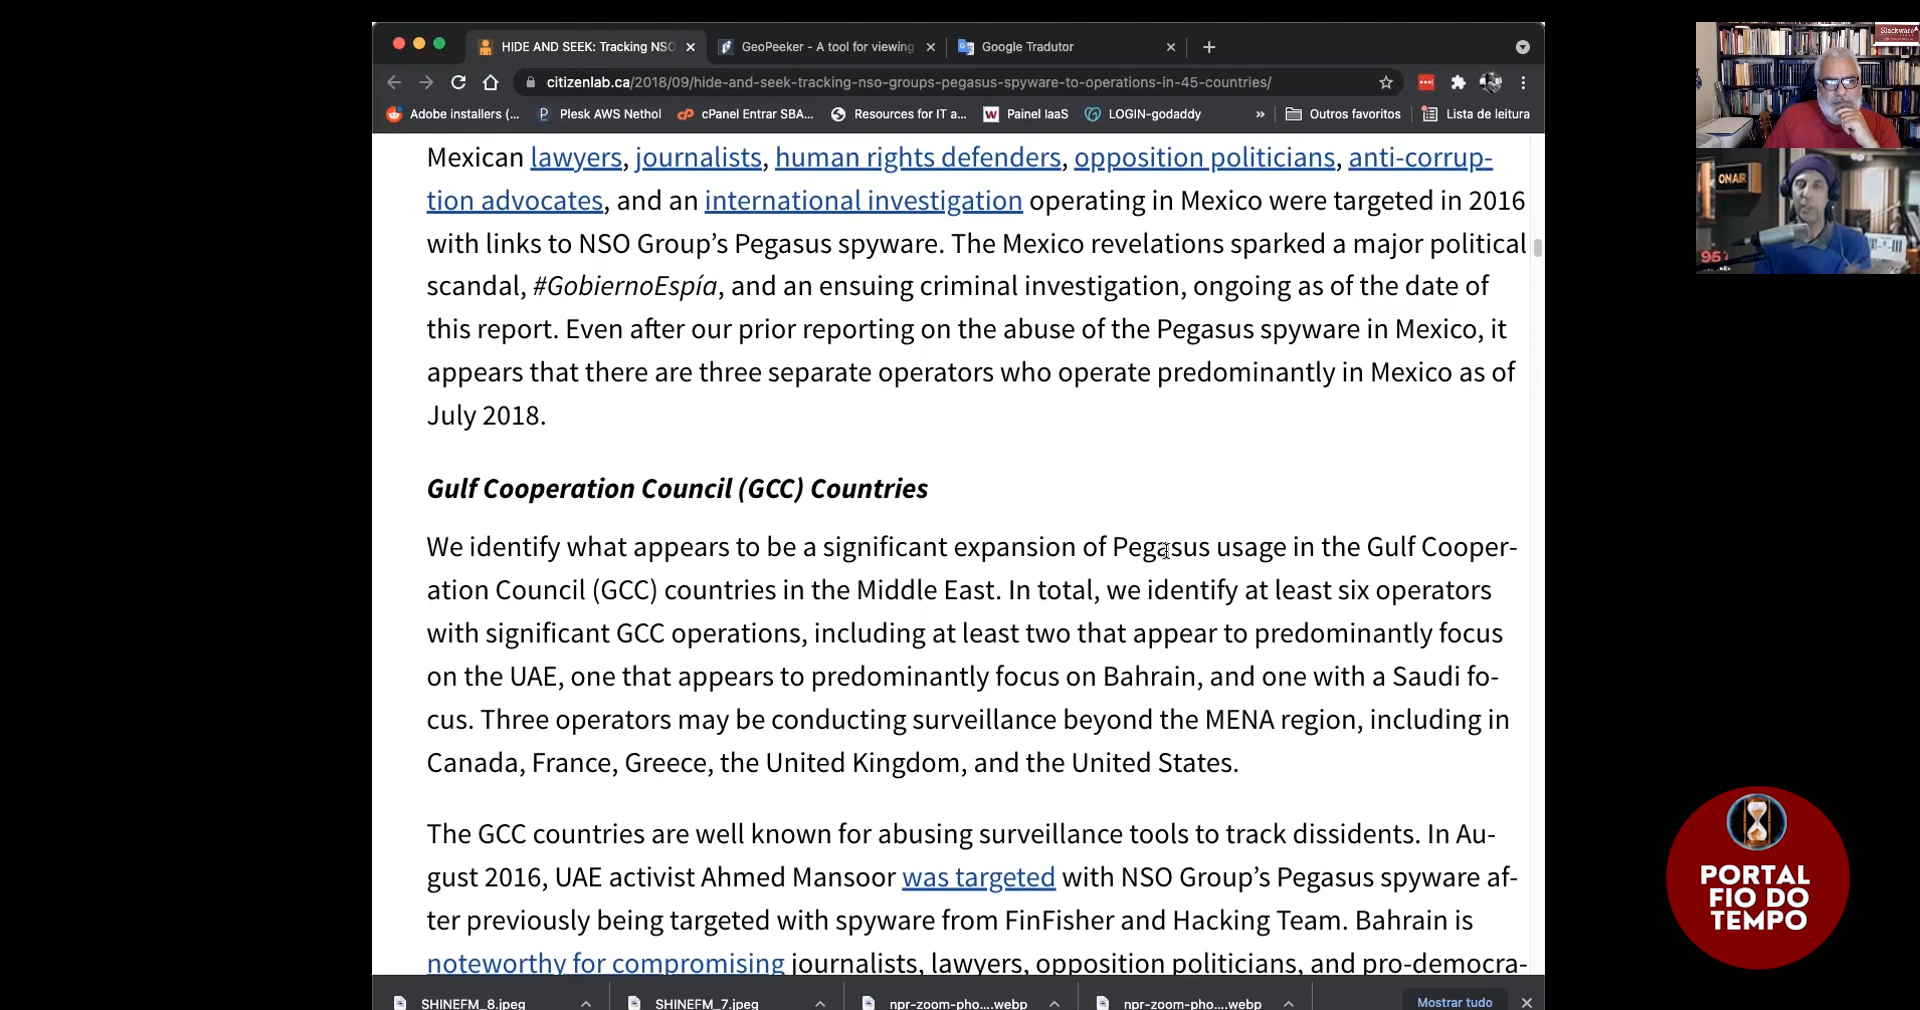 HIDE AND SEEK: Tracking NSO
GeoPeeker - A tool for viewing
Google Tradutor
citizenlab.ca/2018/09/hide-and-seek-tracking-nso-groups-pegasus-spyware-to-operations-in-45-countries/
Adobe installers (... Plesk AWS Nethol cPanel Entrar SBA... Resources for IT a... Painel IaaS LOGIN-godaddy » Outros favoritos Lista de leitura
Mexican lawyers, journalists, human rights defenders, opposition politicians, anti-corrup-
tion advocates, and an international investigation operating in Mexico were targeted in 2016
with links to NSO Group’s Pegasus spyware. The Mexico revelations sparked a major political
scandal, #GobiernoEspía, and an ensuing criminal investigation, ongoing as of the date of
this report. Even after our prior reporting on the abuse of the Pegasus spyware in Mexico, it
appears that there are three separate operators who operate predominantly in Mexico as of
July 2018.
Gulf Cooperation Council (GCC) Countries
We identify what appears to be a significant expansion of Pegasus usage in the Gulf Cooper-
ation Council (GCC) countries in the Middle East. In total, we identify at least six operators
with significant GCC operations, including at least two that appear to predominantly focus
on the UAE, one that appears to predominantly focus on Bahrain, and one with a Saudi fo-
cus. Three operators may be conducting surveillance beyond the MENA region, including in
Canada, France, Greece, the United Kingdom, and the United States.
The GCC countries are well known for abusing surveillance tools to track dissidents. In Au-
gust 2016, UAE activist Ahmed Mansoor was targeted with NSO Group’s Pegasus spyware af-
ter previously being targeted with spyware from FinFisher and Hacking Team. Bahrain is
noteworthy for compromising journalists, lawyers, opposition politicians, and pro-democra-
SHINEFM_8.jpeg SHINEFM_7.jpeg npr-zoom-pho....webp npr-zoom-pho....webp Mostrar tudo
Slackware
ON AIR
95
PORTAL
FIO DO
TEMPO